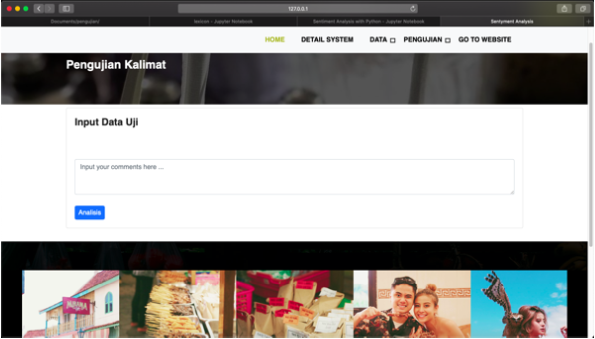 127.0.0.1
Documents/pengujian/
lexicon - Jupyter Notebook
Sentiment Analysis with Python - Jupyter Notebook
Sentyment Analysis
HOME DETAIL SYSTEM DATA PENGUJIAN GO TO WEBSITE
Pengujian Kalimat
Input Data Uji
Input your comments here ...
Analisis